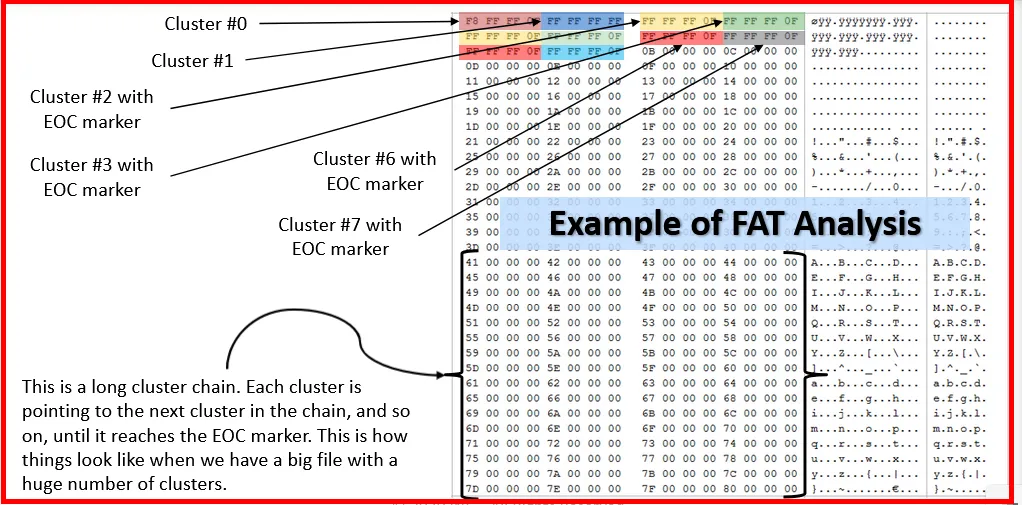 Cluster #0
Cluster #1
Cluster #2 with
EOC marker
Cluster #3 with
EOC marker
Cluster #6 with
EOC marker
Cluster #7 with
EOC marker
This is a long cluster chain. Each cluster is
pointing to the next cluster in the chain, and so
on, until it reaches the EOC marker. This is how
things look like when we have a big file with a
huge number of clusters.
Example of FAT Analysis
F8 FF FF 0F FF FF FF FF FF FF FF 0F FF FF FF 0F øÿÿ.ÿÿÿÿÿÿÿ.ÿÿÿ. ........
FF FF FF 0F FF FF FF 0F FF FF FF 0F FF FF FF 0F ÿÿÿ.ÿÿÿ.ÿÿÿ.ÿÿÿ. ........
FF FF FF 0F FF FF FF 0F 0B 00 00 00 0C 00 00 00 ÿÿÿ.ÿÿÿ......... ........
0D 00 00 00 0E 00 00 00 0F 00 00 00 10 00 00 00 ................ ........
11 00 00 00 12 00 00 00 13 00 00 00 14 00 00 00 ................ ........
15 00 00 00 16 00 00 00 17 00 00 00 18 00 00 00 ................ ........
19 00 00 00 1A 00 00 00 1B 00 00 00 1C 00 00 00 ................ ........
1D 00 00 00 1E 00 00 00 1F 00 00 00 20 00 00 00 ................ ........
21 00 00 00 22 00 00 00 23 00 00 00 24 00 00 00 !..."...#...$... !.".#.$.
25 00 00 00 26 00 00 00 27 00 00 00 28 00 00 00 %...&...'...(... %.&.'.(.
29 00 00 00 2A 00 00 00 2B 00 00 00 2C 00 00 00 )...*...+...,... ).*.+.,.
2D 00 00 00 2E 00 00 00 2F 00 00 00 30 00 00 00 -......./...0... -.../.0.
31 00 00
35 00 00
39 00 00
3D 00 00
41 00 00 00 42 00 00 00 43 00 00 00 44 00 00 00 A...B...C...D... A.B.C.D.
45 00 00 00 46 00 00 00 47 00 00 00 48 00 00 00 E...F...G...H... E.F.G.H.
49 00 00 00 4A 00 00 00 4B 00 00 00 4C 00 00 00 I...J...K...L... I.J.K.L.
4D 00 00 00 4E 00 00 00 4F 00 00 00 50 00 00 00 M...N...O...P... M.N.O.P.
51 00 00 00 52 00 00 00 53 00 00 00 54 00 00 00 Q...R...S...T... Q.R.S.T.
55 00 00 00 56 00 00 00 57 00 00 00 58 00 00 00 U...V...W...X... U.V.W.X.
59 00 00 00 5A 00 00 00 5B 00 00 00 5C 00 00 00 Y...Z...[...\... Y.Z.[.\.
5D 00 00 00 5E 00 00 00 5F 00 00 00 60 00 00 00 ]...^..._...`... ].^._.`.
61 00 00 00 62 00 00 00 63 00 00 00 64 00 00 00 a...b...c...d... a.b.c.d.
65 00 00 00 66 00 00 00 67 00 00 00 68 00 00 00 e...f...g...h... e.f.g.h.
69 00 00 00 6A 00 00 00 6B 00 00 00 6C 00 00 00 i...j...k...l... i.j.k.l.
6D 00 00 00 6E 00 00 00 6F 00 00 00 70 00 00 00 m...n...o...p... m.n.o.p.
71 00 00 00 72 00 00 00 73 00 00 00 74 00 00 00 q...r...s...t... q.r.s.t.
75 00 00 00 76 00 00 00 77 00 00 00 78 00 00 00 u...v...w...x... u.v.w.x.
79 00 00 00 7A 00 00 00 7B 00 00 00 7C 00 00 00 y...z...{...|... y.z.{.|.
7D 00 00 00 7E 00 00 00 7F 00 00 00 80 00 00 00 }...~.......€... }.~.....